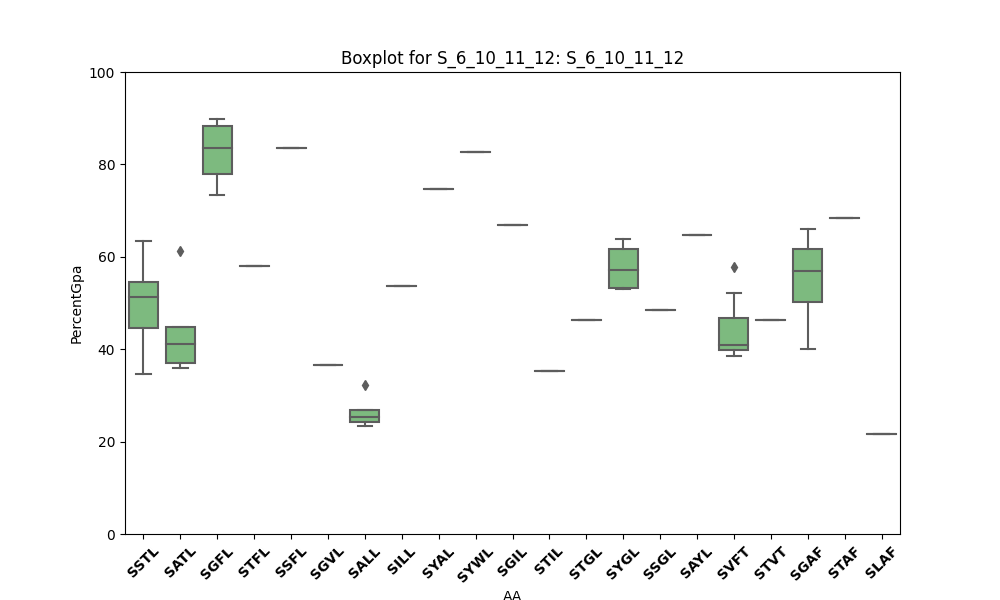 Boxplot for S_6_10_11_12: S_6_10_11_12
PercentGpa
100
80
60
40
20
0
SSTL SATL SGFL STFL SSFL SGVL SALL SILL SYAL SYWL SGIL STIL STGL SYGL SSGL SAYL SVFT STVT SGAF STAF SLAF
AA